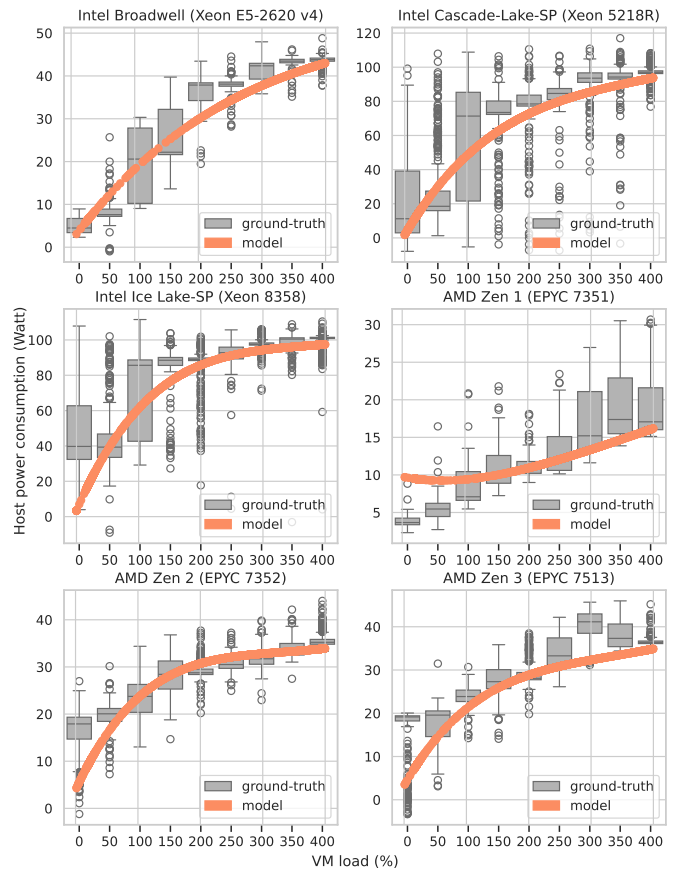 Intel Broadwell (Xeon E5-2620 v4)
Intel Cascade-Lake-SP (Xeon 5218R)
50
40
30
20
10
0
120
100
80
60
40
20
0
ground-truth
model
ground-truth
model
0 50 100 150 200 250 300 350 400
0 50 100 150 200 250 300 350 400
Intel Ice Lake-SP (Xeon 8358)
AMD Zen 1 (EPYC 7351)
Host power consumption (Watt)
100
80
60
40
20
0
30
25
20
15
10
5
ground-truth
model
ground-truth
model
0 50 100 150 200 250 300 350 400
0 50 100 150 200 250 300 350 400
AMD Zen 2 (EPYC 7352)
AMD Zen 3 (EPYC 7513)
40
30
20
10
0
40
30
20
10
0
ground-truth
model
ground-truth
model
0 50 100 150 200 250 300 350 400
0 50 100 150 200 250 300 350 400
VM load (%)